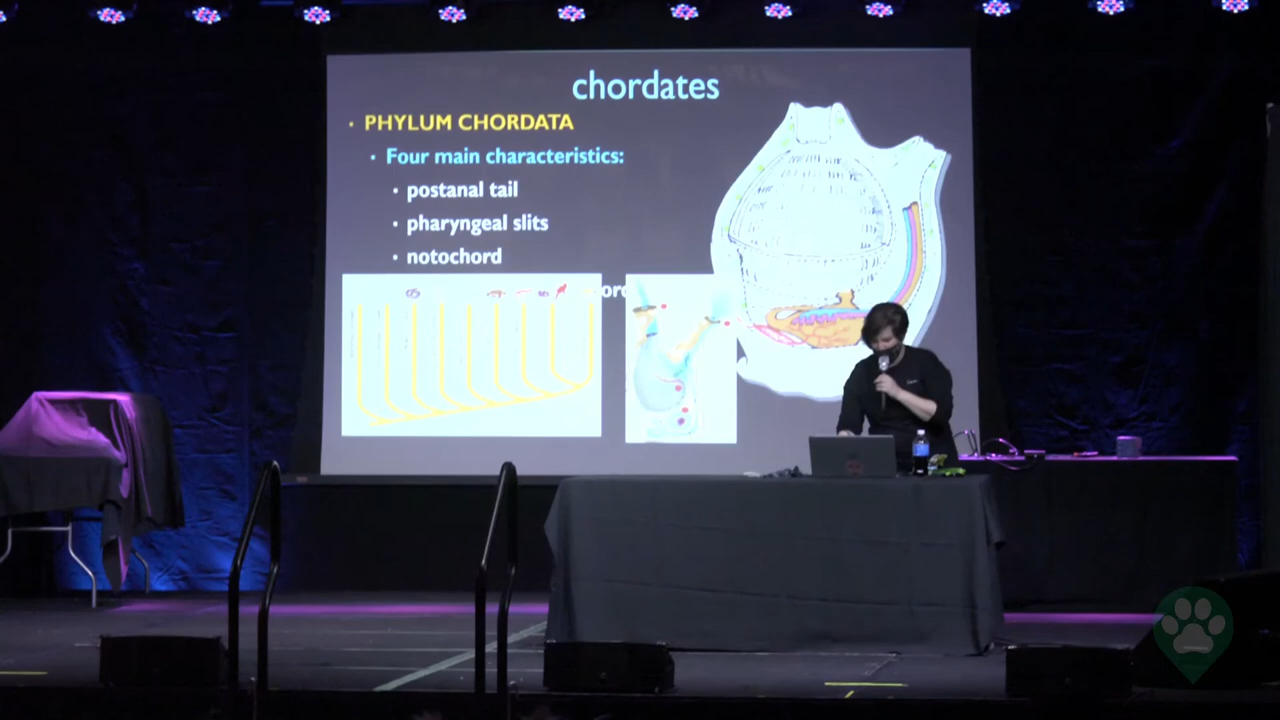 chordates
PHYLUM CHORDATA
Four main characteristics:
postanal tail
pharyngeal slits
notochord